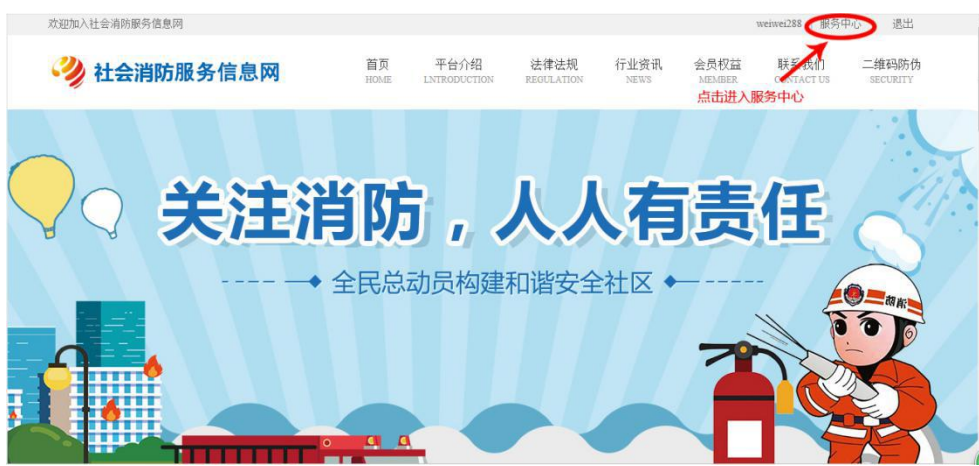 欢迎加入社会消防服务信息网
weiwei288 服务中心 退出
社会消防服务信息网
首页 平台介绍 法律法规 行业资讯 会员权益 联系我们 二维码防伪
HOME LNTRODUCTION REGULATION NEWS MEMBER CONTACT US SECURITY
点击进入服务中心
关注消防，人人有责任
全民总动员构建和谐安全社区
消防